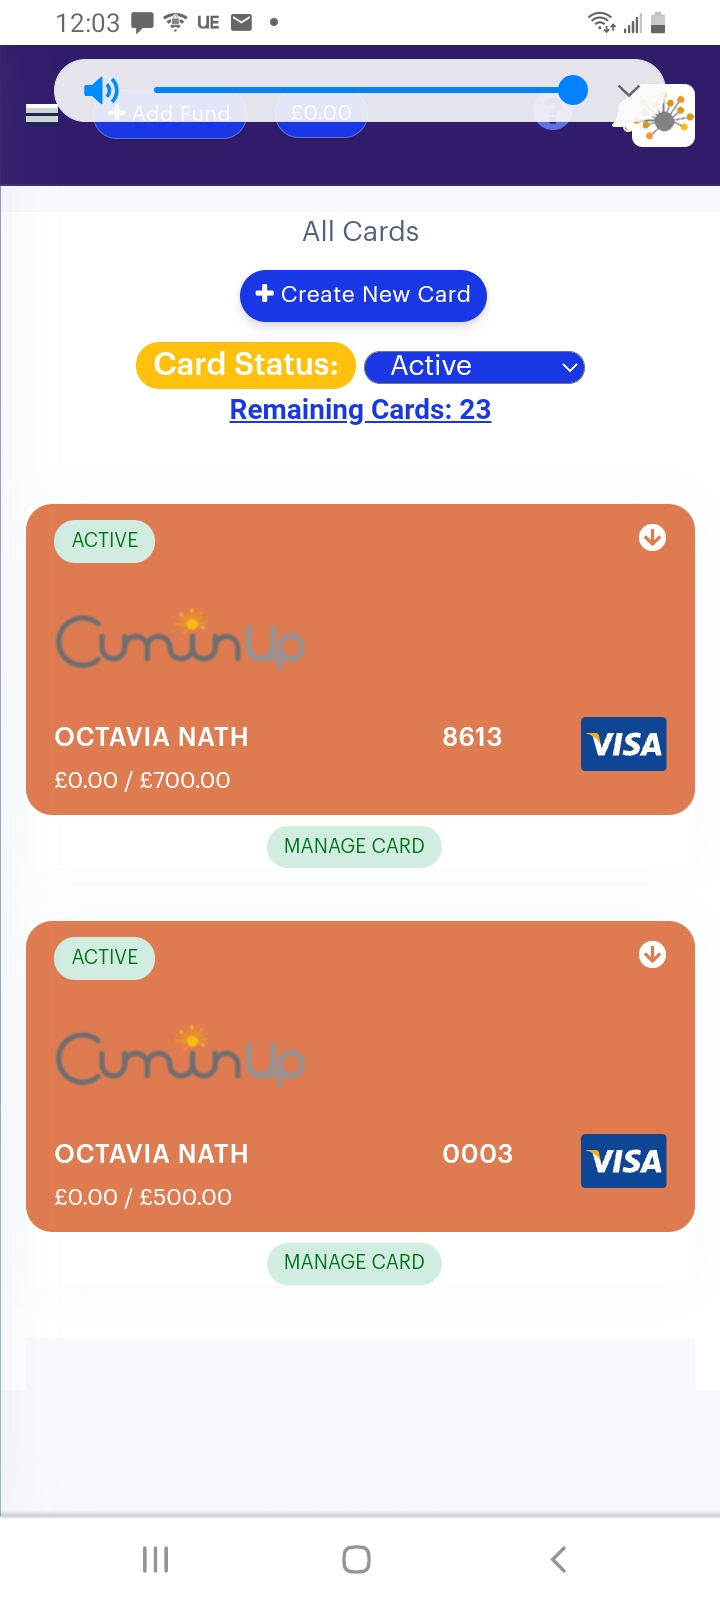 12:03 UE
+ Add Fund £0.00 ?
All Cards
+ Create New Card
Card Status: Active
Remaining Cards: 23
ACTIVE
CuminUp
OCTAVIA NATH 8613 VISA
£0.00 / £700.00
MANAGE CARD
ACTIVE
CuminUp
OCTAVIA NATH 0003 VISA
£0.00 / £500.00
MANAGE CARD